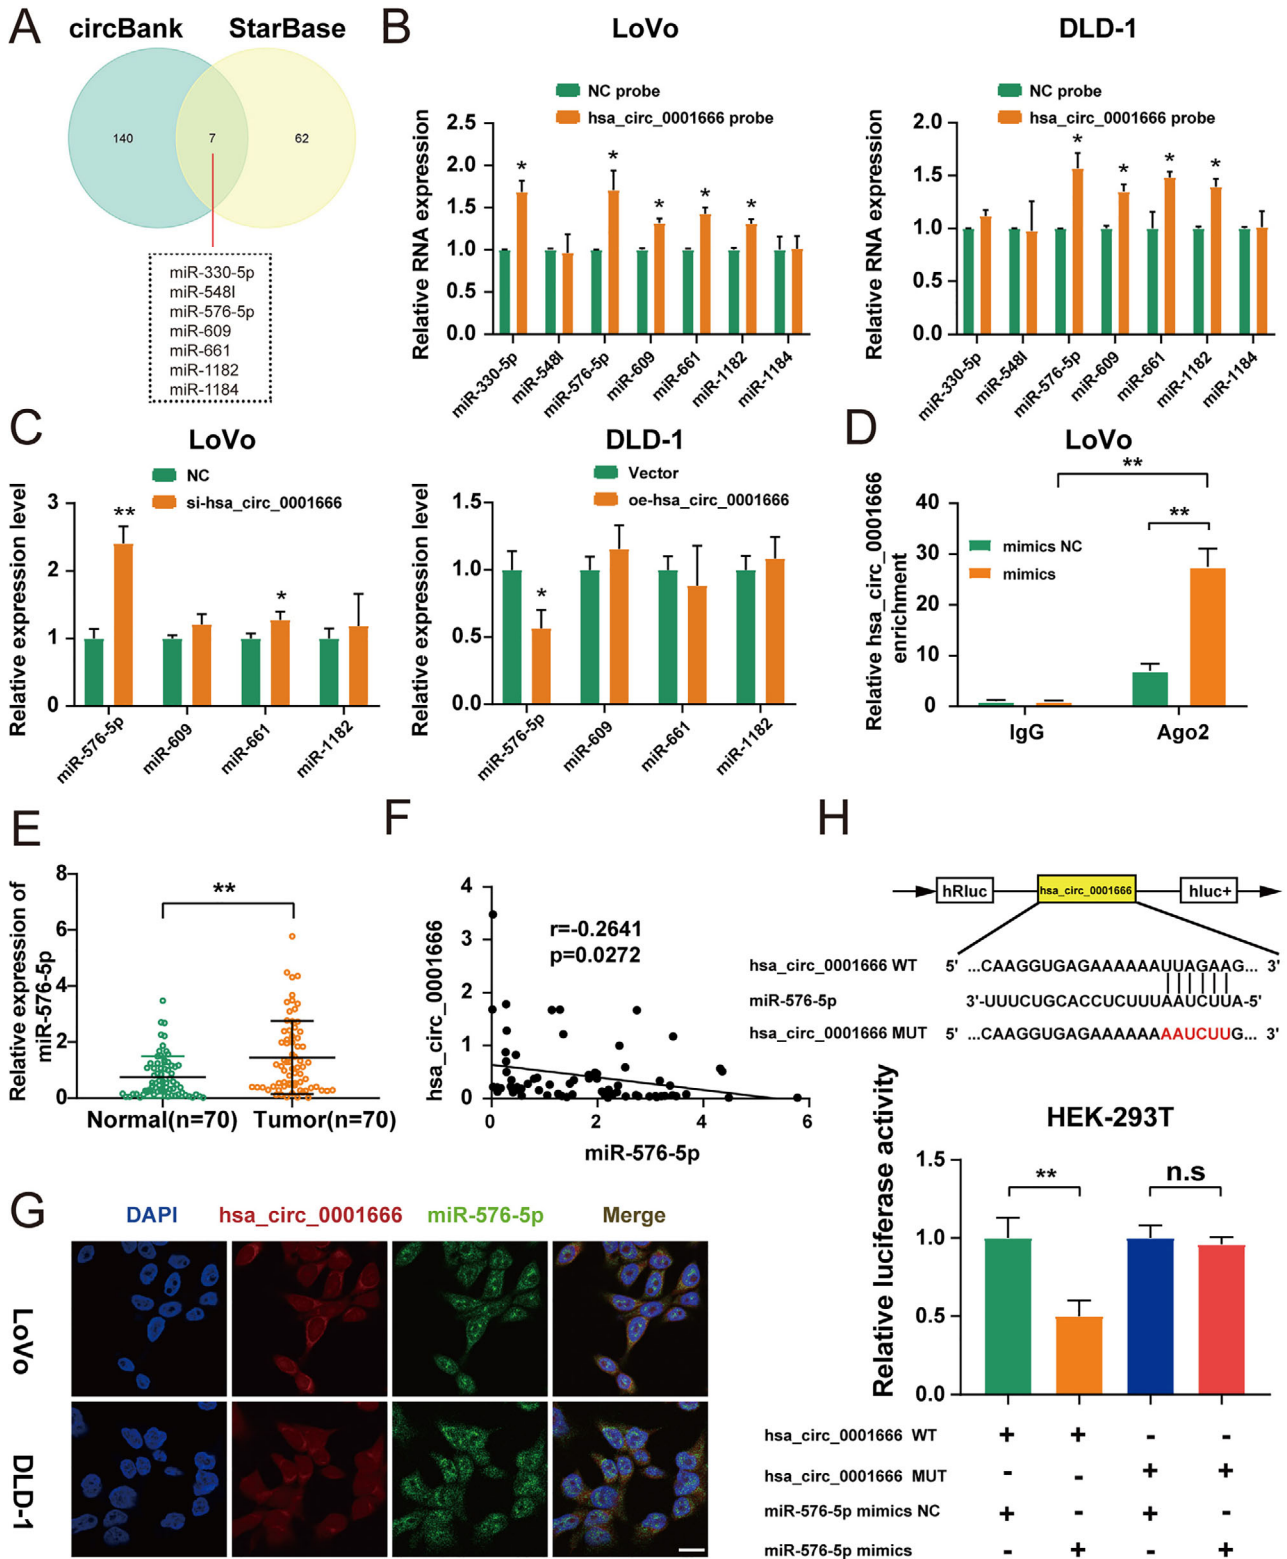 A
circBank
StarBase
140
7
62
miR-330-5p
miR-548l
miR-576-5p
miR-609
miR-661
miR-1182
miR-1184
B
LoVo
NC probe
hsa_circ_0001666 probe
Relative RNA expression
2.5
2.0
1.5
1.0
0.5
0.0
* * * * *
miR-330-5p
miR-548l
miR-576-5p
miR-609
miR-661
miR-1182
miR-1184
DLD-1
NC probe
hsa_circ_0001666 probe
Relative RNA expression
2.0
1.5
1.0
0.5
0.0
* * * *
miR-330-5p
miR-548l
miR-576-5p
miR-609
miR-661
miR-1182
miR-1184
C
LoVo
NC
si-hsa_circ_0001666
Relative expression level
3
2
1
0
** *
miR-576-5p
miR-609
miR-661
miR-1182
DLD-1
Vector
oe-hsa_circ_0001666
Relative expression level
1.5
1.0
0.5
0.0
*
miR-576-5p
miR-609
miR-661
miR-1182
D
LoVo
Relative hsa_circ_0001666
enrichment
40
30
20
10
0
mimics NC
mimics
**
**
IgG
Ago2
E
Relative expression of
miR-576-5p
8
6
4
2
0
**
Normal(n=70)
Tumor(n=70)
F
hsa_circ_0001666
4
3
2
1
0
r=-0.2641
p=0.0272
0
2
4
6
miR-576-5p
G
DAPI
hsa_circ_0001666
miR-576-5p
Merge
LoVo
DLD-1
H
hRluc
hsa_circ_0001666
hluc+
hsa_circ_0001666 WT 5' ...CAAGGUGAGAAAAAAUUAGAAG... 3'
miR-576-5p 3'-UUUCUGCACCUCUUUAAUCUUA-5'
hsa_circ_0001666 MUT 5' ...CAAGGUGAGAAAAAAAAUCUUG... 3'
HEK-293T
Relative luciferase activity
1.5
1.0
0.5
0.0
**
n.s
hsa_circ_0001666 WT + + - -
hsa_circ_0001666 MUT - - + +
miR-576-5p mimics NC + - + -
miR-576-5p mimics - + - +